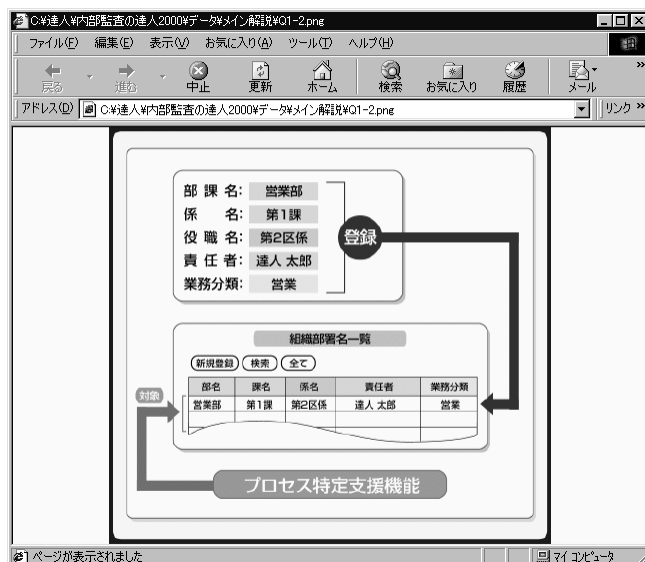 C:¥達人¥内部監査の達人2000¥データ¥メイン解説¥Q1-2.png
ファイル(F) 編集(E) 表示(V) お気に入り(A) ツール(T) ヘルプ(H)
戻る 進む 中止 更新 ホーム 検索 お気に入り 履歴 メール »
アドレス(D) C:¥達人¥内部監査の達人2000¥データ¥メイン解説¥Q1-2.png リンク »
部 課 名: 営業部
係 名: 第1課
役 職 名: 第2区係
責 任 者: 達人 太郎
業務分類: 営業
登録
組織部署名一覧
新規登録 検索 全て
部名 課名 係名 責任者 業務分類
営業部 第1課 第2区係 達人 太郎 営業
対象
プロセス特定支援機能
ページが表示されました マイ コンピュータ